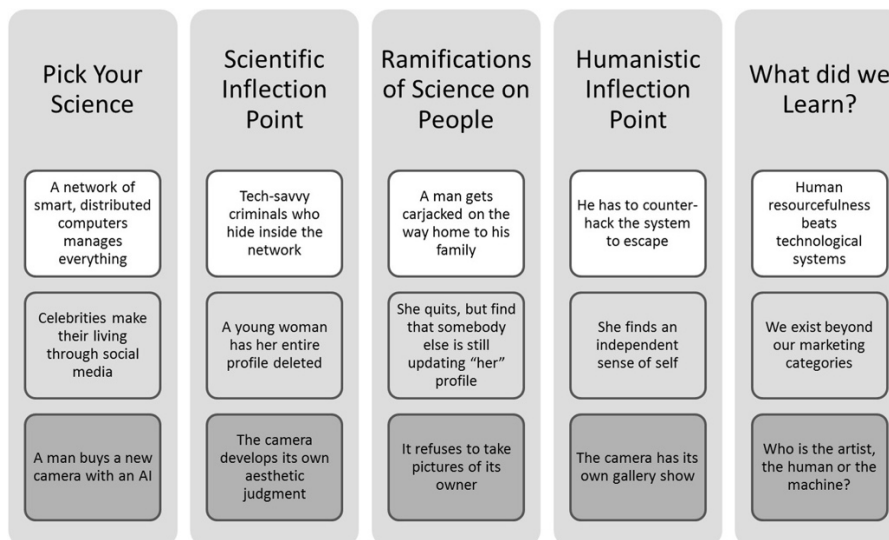 Pick Your
Science
Scientific
Inflection
Point
Ramifications
of Science on
People
Humanistic
Inflection
Point
What did we
Learn?
A network of
smart, distributed
computers
manages
everything
Tech-savvy
criminals who
hide inside the
network
A man gets
carjacked on the
way home to his
family
He has to counter-
hack the system
to escape
Human
resourcefulness
beats
technological
systems
Celebrities make
their living
through social
media
A young woman
has her entire
profile deleted
She quits, but find
that somebody
else is still
updating “her”
profile
She finds an
independent
sense of self
We exist beyond
our marketing
categories
A man buys a new
camera with an AI
The camera
develops its own
aesthetic
judgment
It refuses to take
pictures of its
owner
The camera has its
own gallery show
Who is the artist,
the human or the
machine?